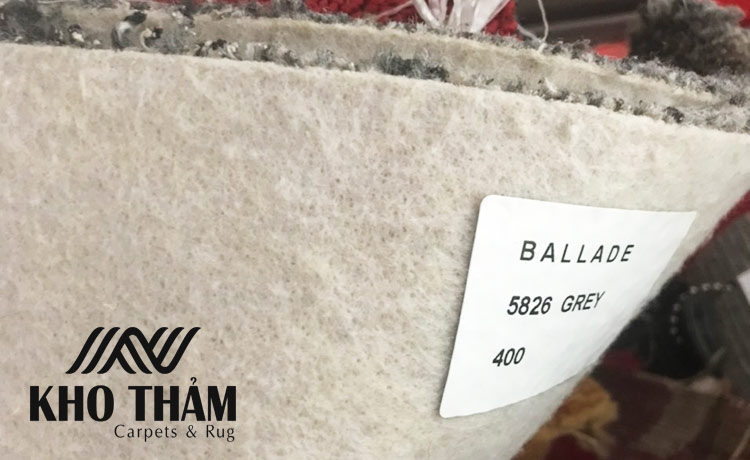 BALLADE
5826 GREY
400
KHO THẢM
Carpets & Rug